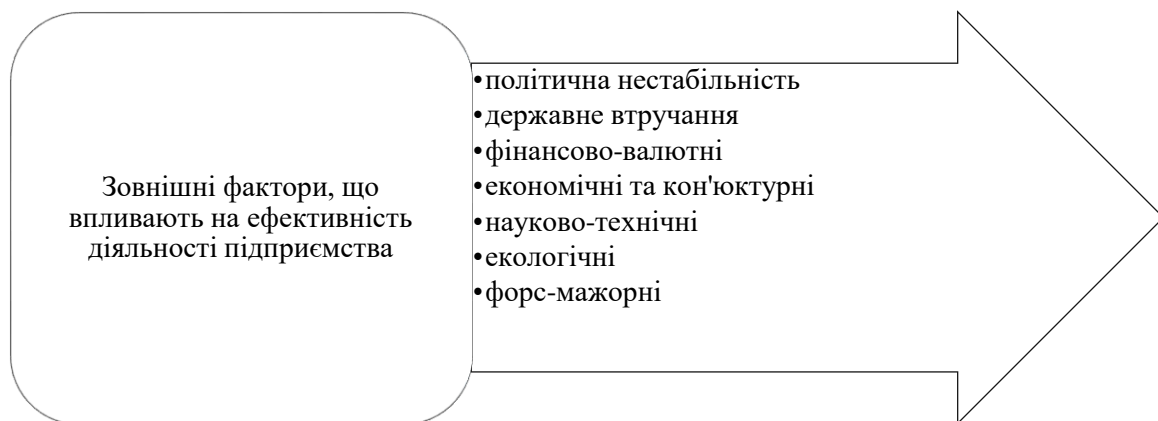 Зовнішні фактори, що
впливають на ефективність
діяльності підприємства
•політична нестабільність
•державне втручання
•фінансово-валютні
•економічні та кон'юктурні
•науково-технічні
•екологічні
•форс-мажорні